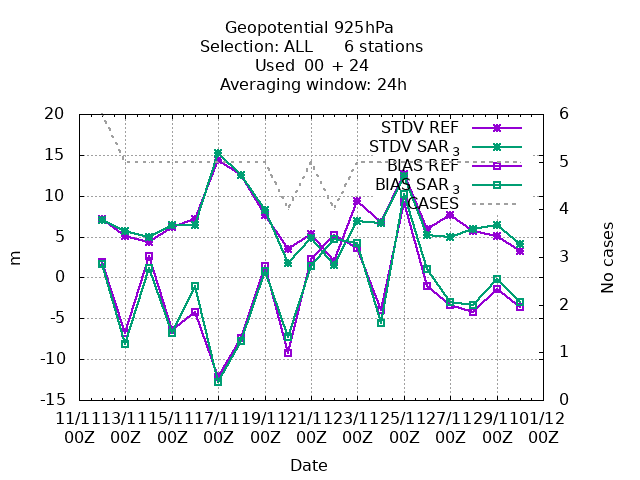 Geopotential 925hPa
Selection: ALL      6 stations
Used  00  + 24
Averaging window: 24h
20
15
10
5
0
-5
-10
-15
m
6
5
4
3
2
1
0
No cases
STDV REF
STDV SAR 3
BIAS REF
BIAS SAR 3
CASES
11/11 13/11 15/11 17/11 19/11 21/11 23/11 25/11 27/11 29/11 01/12
00Z 00Z 00Z 00Z 00Z 00Z 00Z 00Z 00Z 00Z 00Z
Date